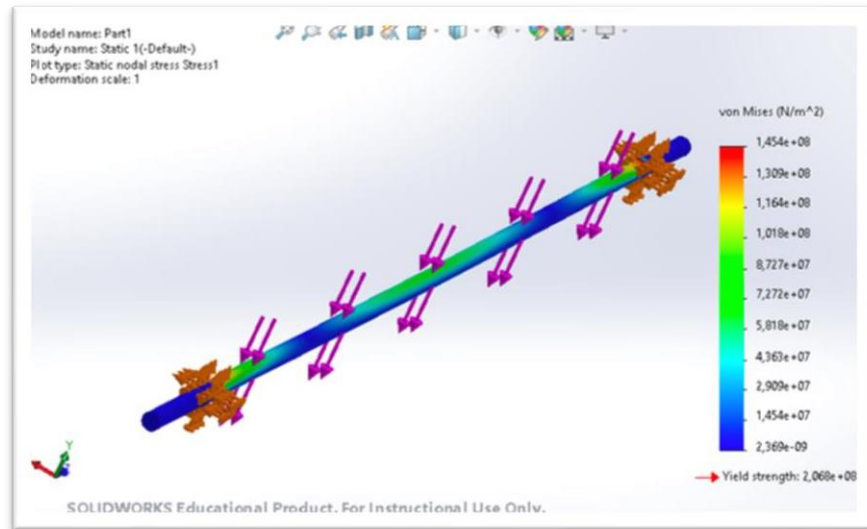 Model name: Part1
Study name: Static 1(-Default-)
Plot type: Static nodal stress Stress1
Deformation scale: 1
von Mises (N/m^2)
1,454e+08
1,309e+08
1,164e+08
1,018e+08
8,727e+07
7,272e+07
5,818e+07
4,363e+07
2,909e+07
1,454e+07
2,369e-09
Yield strength: 2,068e+08
Y
SOLIDWORKS Educational Product. For Instructional Use Only.